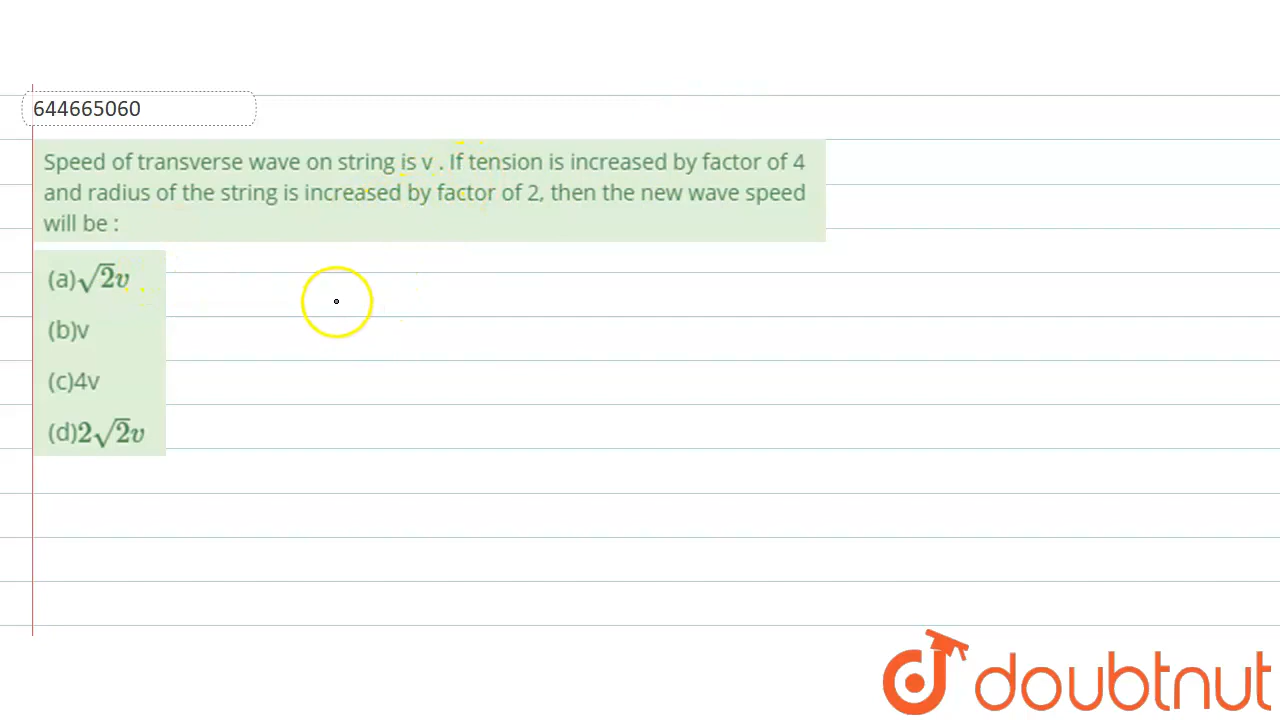 644665060
Speed of transverse wave on string is v . If tension is increased by factor of 4
and radius of the string is increased by factor of 2, then the new wave speed
will be :
(a)√2v
(b)v
(c)4v
(d)2√2v
doubtnut